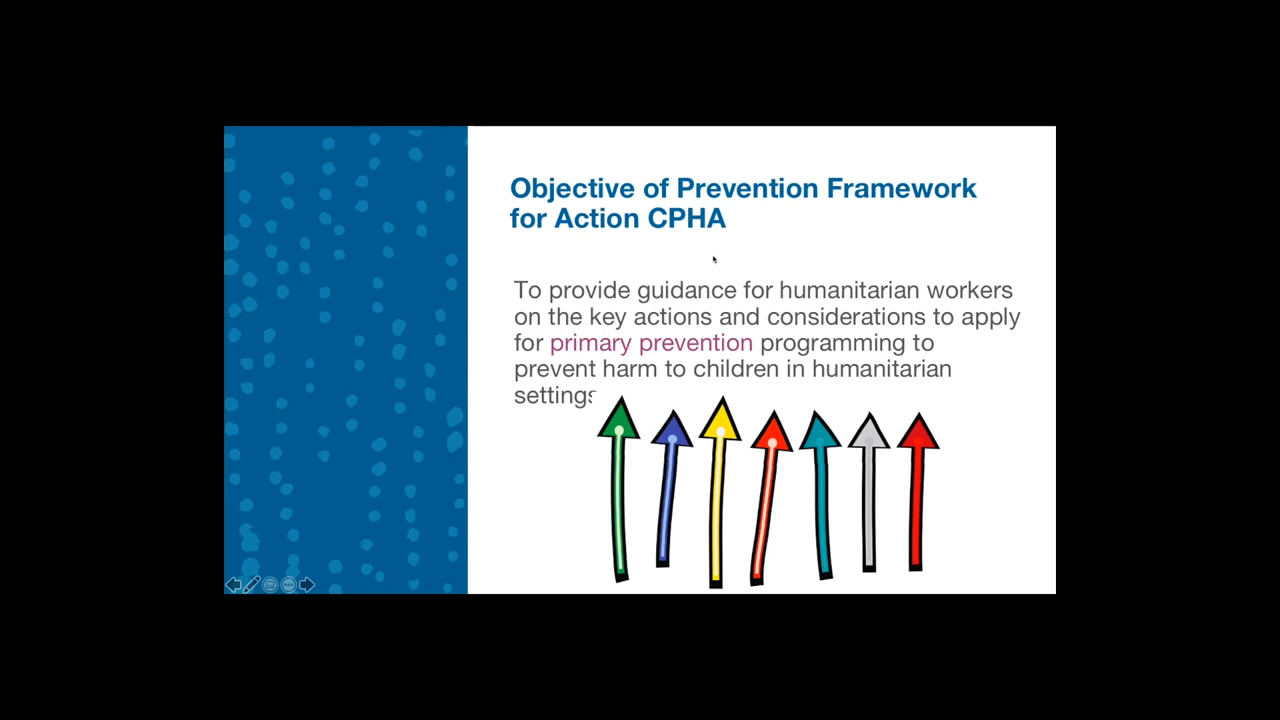 Objective of Prevention Framework
for Action CPHA
To provide guidance for humanitarian workers
on the key actions and considerations to apply
for primary prevention programming to
prevent harm to children in humanitarian
settings